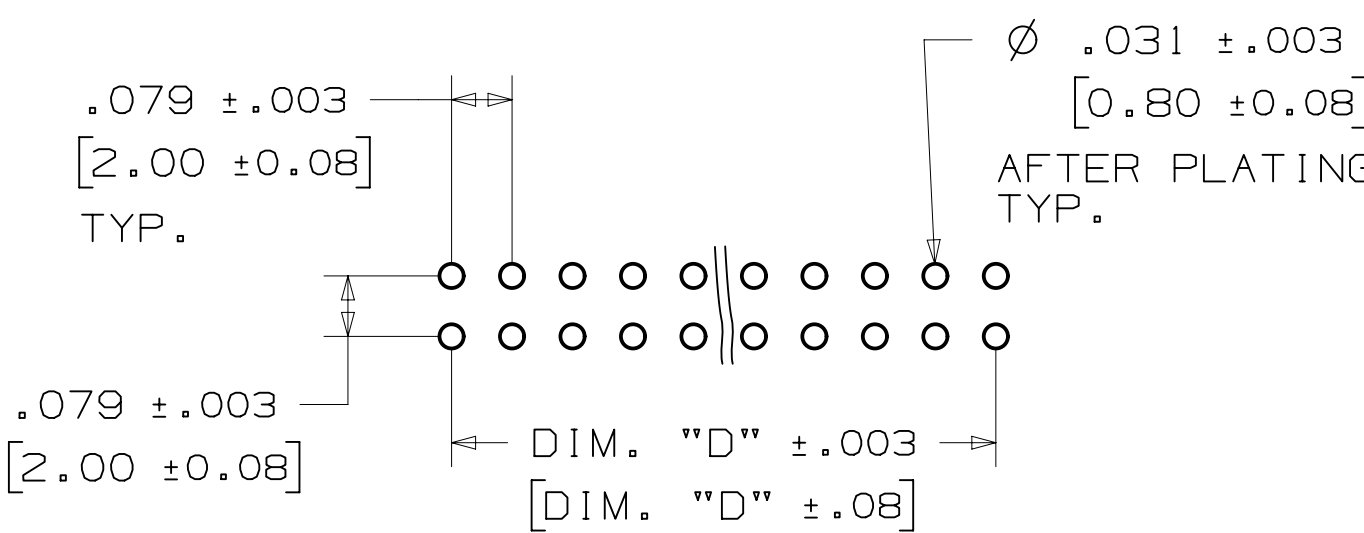 Ø .031 ±.003
[0.80 ±0.08]
AFTER PLATING
TYP.
.079 ±.003
[2.00 ±0.08]
TYP.
.079 ±.003
[2.00 ±0.08]
DIM. "D" ±.003
[DIM. "D" ±.08]